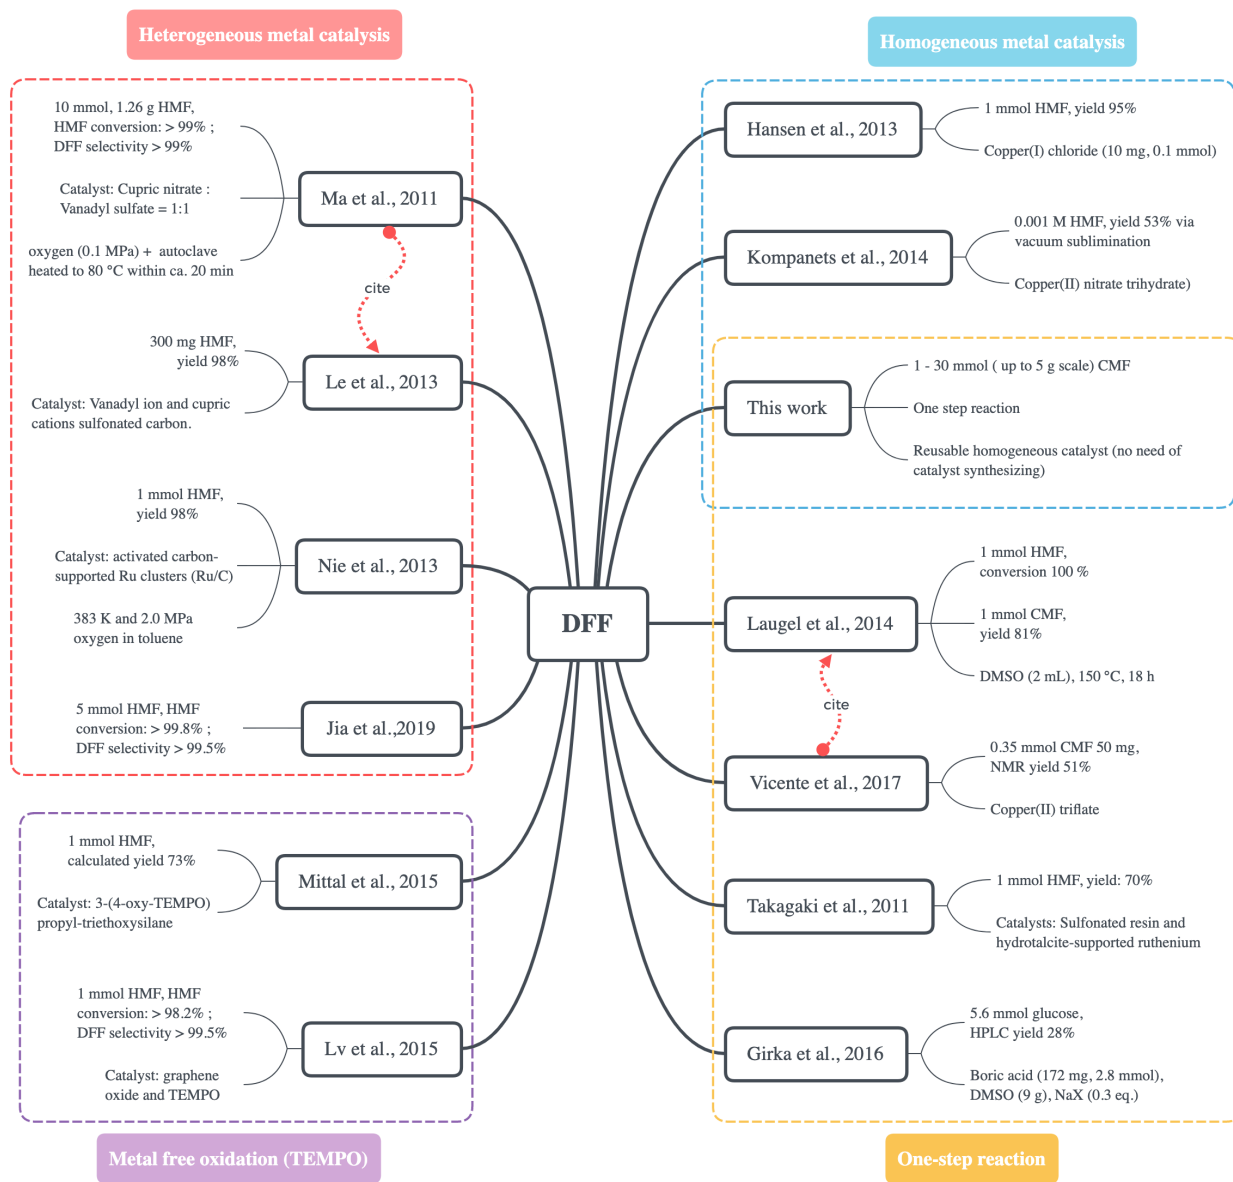 Heterogeneous metal catalysis
10 mmol, 1.26 g HMF,
HMF conversion: > 99% ;
DFF selectivity > 99%
Catalyst: Cupric nitrate :
Vanadyl sulfate = 1:1
oxygen (0.1 MPa) + autoclave
heated to 80 °C within ca. 20 min
Ma et al., 2011
cite
300 mg HMF,
yield 98%
Catalyst: Vanadyl ion and cupric
cations sulfonated carbon.
Le et al., 2013
1 mmol HMF,
yield 98%
Catalyst: activated carbon-
supported Ru clusters (Ru/C)
383 K and 2.0 MPa
oxygen in toluene
Nie et al., 2013
5 mmol HMF, HMF
conversion: > 99.8% ;
DFF selectivity > 99.5%
Jia et al.,2019
1 mmol HMF,
calculated yield 73%
Catalyst: 3-(4-oxy-TEMPO)
propyl-triethoxysilane
Mittal et al., 2015
1 mmol HMF, HMF
conversion: > 98.2% ;
DFF selectivity > 99.5%
Catalyst: graphene
oxide and TEMPO
Lv et al., 2015
Metal free oxidation (TEMPO)
DFF
Homogeneous metal catalysis
Hansen et al., 2013
1 mmol HMF, yield 95%
Copper(I) chloride (10 mg, 0.1 mmol)
Kompanets et al., 2014
0.001 M HMF, yield 53% via
vacuum sublimination
Copper(II) nitrate trihydrate)
This work
1 - 30 mmol ( up to 5 g scale) CMF
One step reaction
Reusable homogeneous catalyst (no need of
catalyst synthesizing)
Laugel et al., 2014
1 mmol HMF,
conversion 100 %
1 mmol CMF,
yield 81%
DMSO (2 mL), 150 °C, 18 h
cite
Vicente et al., 2017
0.35 mmol CMF 50 mg,
NMR yield 51%
Copper(II) triflate
Takagaki et al., 2011
1 mmol HMF, yield: 70%
Catalysts: Sulfonated resin and
hydrotalcite-supported ruthenium
Girka et al., 2016
5.6 mmol glucose,
HPLC yield 28%
Boric acid (172 mg, 2.8 mmol),
DMSO (9 g), NaX (0.3 eq.)
One-step reaction